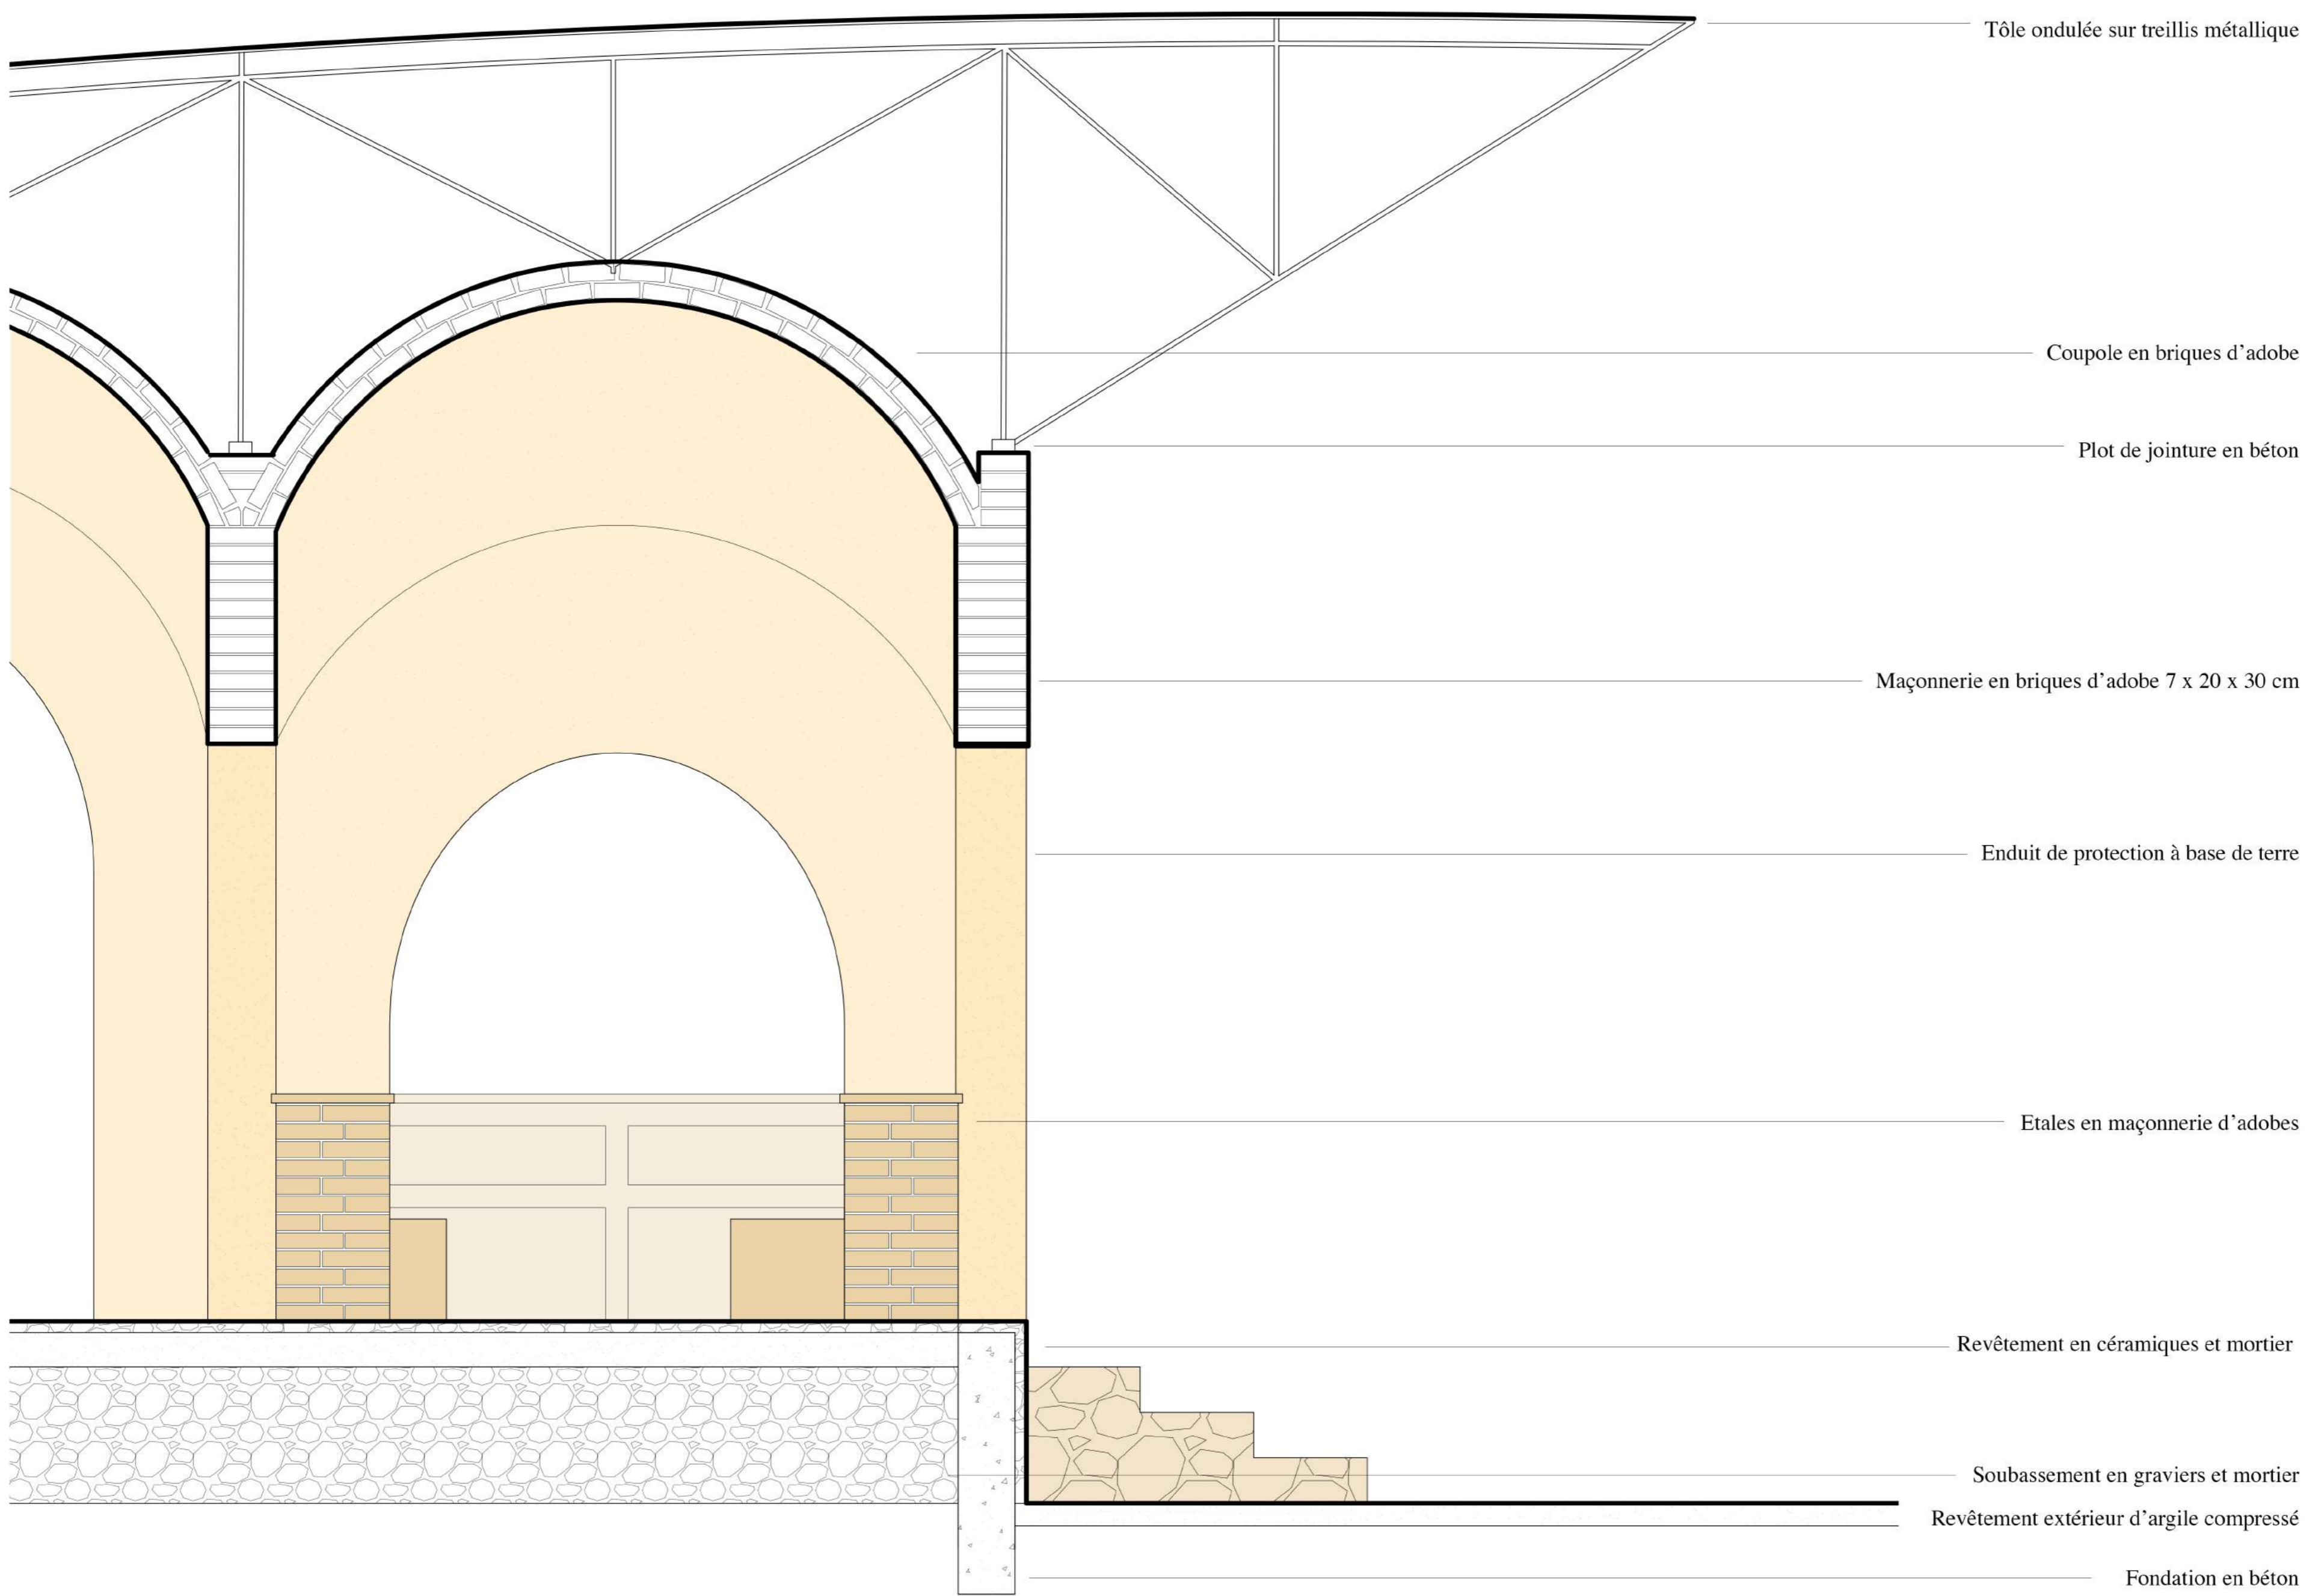 Tôle ondulée sur treillis métallique
Coupole en briques d’adobe
Plot de jointure en béton
Maçonnerie en briques d’adobe 7 x 20 x 30 cm
Enduit de protection à base de terre
Etales en maçonnerie d’adobes
Revêtement en céramiques et mortier
Soubassement en graviers et mortier
Revêtement extérieur d’argile compressé
Fondation en béton